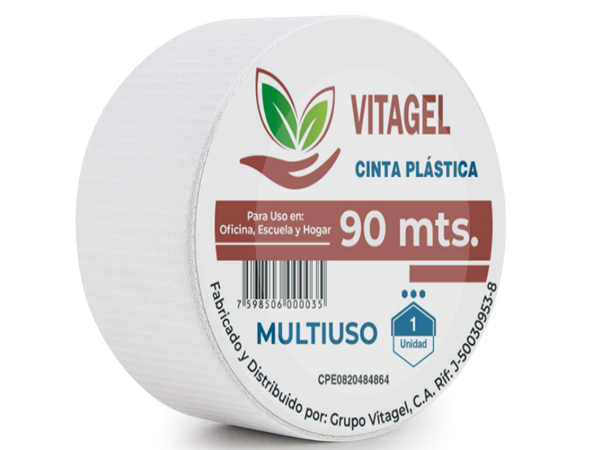 VITAGEL
CINTA PLÁSTICA
Para Uso en:
Oficina, Escuela y Hogar
90 mts.
7 598506 000035
MULTIUSO
1
Unidad
CPE0820484864
Fabricado y Distribuido por: Grupo Vitagel, C.A. Rif: J-50030953-8